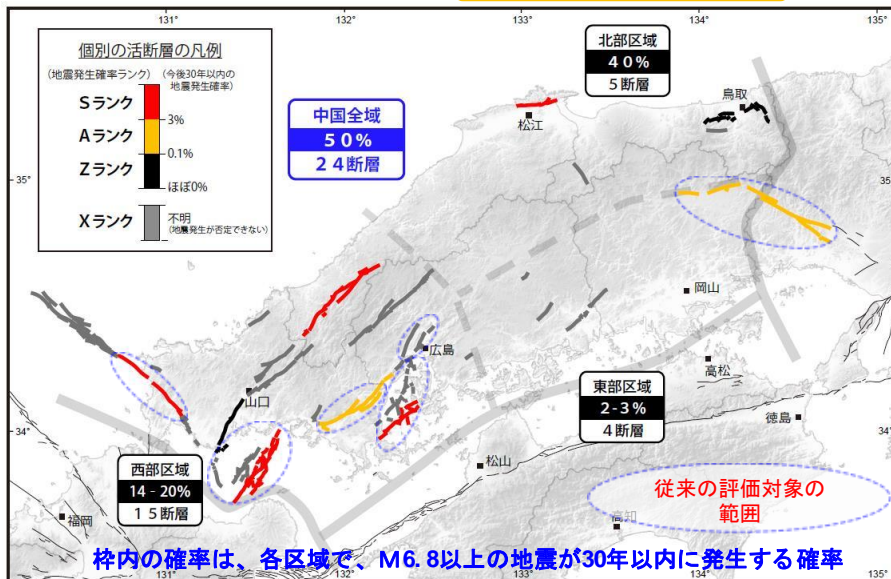 131°
132°
133°
134°
135°
個別の活断層の凡例
(地震発生確率ランク)
(今後30年以内の
地震発生確率)
Sランク
3%
Aランク
0.1%
Zランク
ほぼ0%
Xランク
不明
(地震発生が否定できない)
中国全域
50%
24断層
北部区域
40%
5断層
鳥取
松江
35°
35°
岡山
広島
高松
山口
東部区域
2-3%
4断層
徳島
34°
34°
松山
西部区域
14-20%
15断層
福岡
従来の評価対象の
範囲
高知
枠内の確率は、各区域で、M6.8以上の地震が30年以内に発生する確率
131°
132°
133°
134°
135°